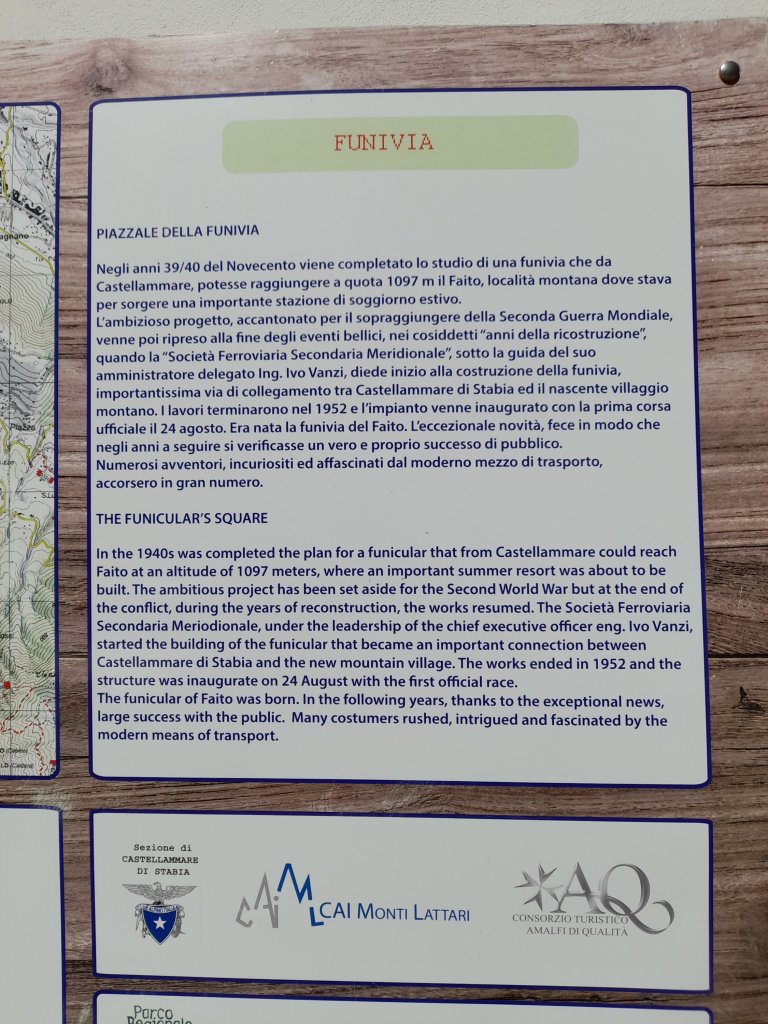 FUNIVIA
PIAZZALE DELLA FUNIVIA
Negli anni 39/40 del Novecento viene completato lo studio di una funivia che da
Castellammare, potesse raggiungere a quota 1097 m il Faito, località montana dove stava
per sorgere una importante stazione di soggiorno estivo.
L'ambizioso progetto, accantonato per il sopraggiungere della Seconda Guerra Mondiale,
venne poi ripreso alla fine degli eventi bellici, nei cosiddetti "anni della ricostruzione",
quando la "Società Ferroviaria Secondaria Meridionale", sotto la guida del suo
amministratore delegato Ing. Ivo Vanzi, diede inizio alla costruzione della funivia,
importantissima via di collegamento tra Castellammare di Stabia ed il nascente villaggio
montano. I lavori terminarono nel 1952 e l'impianto venne inaugurato con la prima corsa
ufficiale il 24 agosto. Era nata la funivia del Faito. L'eccezionale novità, fece in modo che
negli anni a seguire si verificasse un vero e proprio successo di pubblico.
Numerosi avventori, incuriositi ed affascinati dal moderno mezzo di trasporto,
accorsero in gran numero.
THE FUNICULAR'S SQUARE
In the 1940s was completed the plan for a funicular that from Castellammare could reach
Faito at an altitude of 1097 meters, where an important summer resort was about to be
built. The ambitious project has been set aside for the Second World War but at the end of
the conflict, during the years of reconstruction, the works resumed. The Società Ferroviaria
Secondaria Meriodionale, under the leadership of the chief executive officer eng. Ivo Vanzi,
started the building of the funicular that became an important connection between
Castellammare di Stabia and the new mountain village. The works ended in 1952 and the
structure was inaugurate on 24 August with the first official race.
The funicular of Faito was born. In the following years, thanks to the exceptional news,
large success with the public.  Many costumers rushed, intrigued and fascinated by the
modern means of transport.
Sezione di
CASTELLAMMARE
DI STABIA
CAI ML
CAI MONTI LATTARI
AQ
CONSORZIO TURISTICO
AMALFI DI QUALITÀ
Parco
Regionale